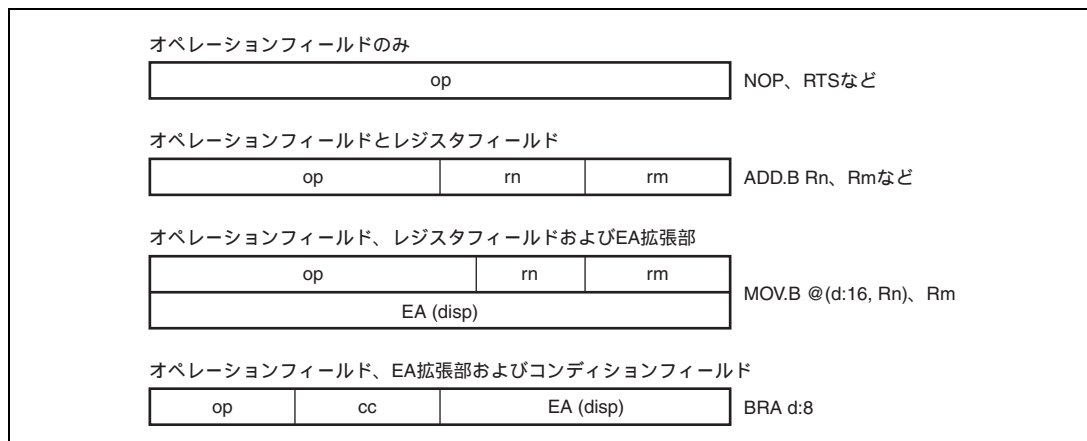 オペレーションフィールドのみ
op
NOP、RTSなど
オペレーションフィールドとレジスタフィールド
op rn rm
ADD.B Rn、Rmなど
オペレーションフィールド、レジスタフィールドおよびEA拡張部
op rn rm
EA (disp)
MOV.B @(d:16, Rn)、Rm
オペレーションフィールド、EA拡張部およびコンディションフィールド
op cc EA (disp)
BRA d:8